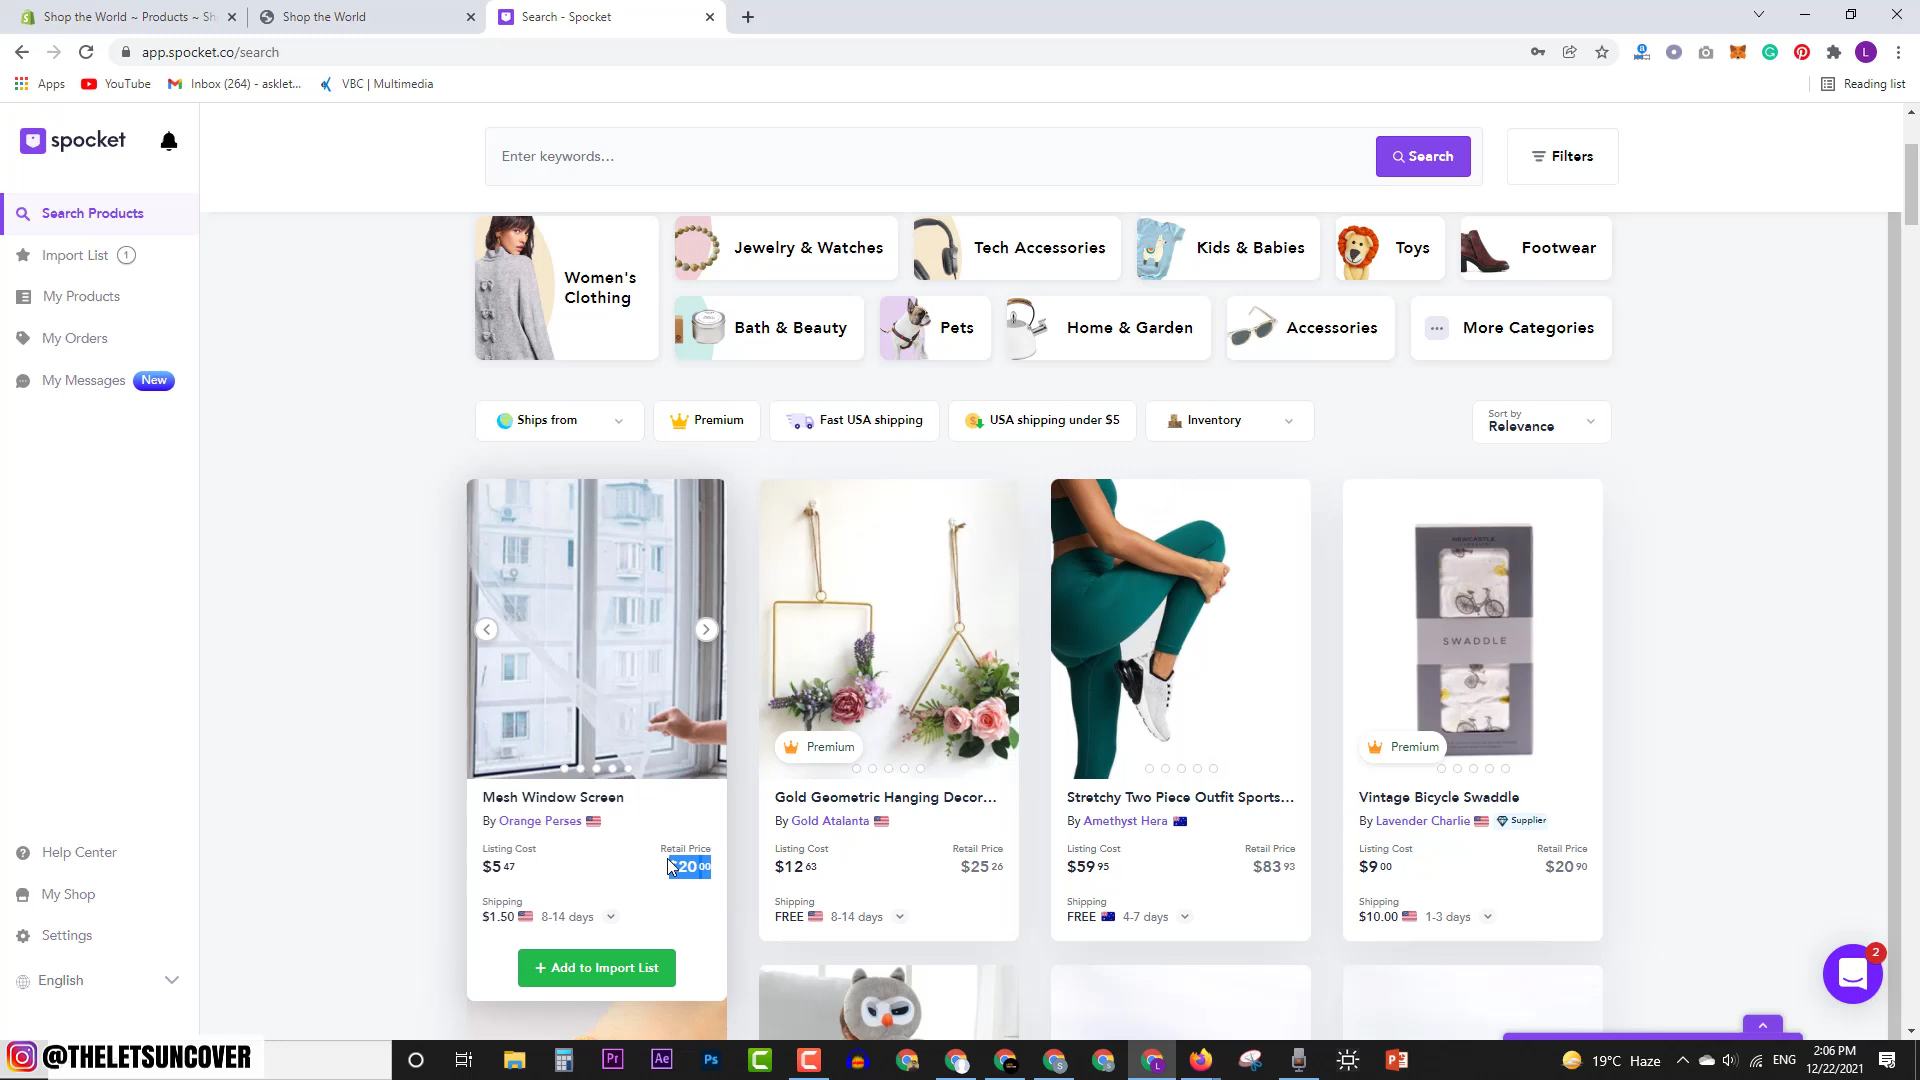 Shop the World ~ Products ~ Sh
Shop the World
Search - Spocket
app.spocket.co/search
L
Apps
YouTube
Inbox (264) - asklet...
VBC | Multimedia
Reading list
spocket
Enter keywords...
Search
Filters
Search Products
Import List 1
My Products
My Orders
My Messages New
Women's
Clothing
Jewelry & Watches
Tech Accessories
Kids & Babies
Toys
Footwear
Bath & Beauty
Pets
Home & Garden
Accessories
More Categories
Ships from
Premium
Fast USA shipping
USA shipping under $5
Inventory
Sort by
Relevance
Mesh Window Screen
By Orange Perses
Listing Cost
Retail Price
$5 47
$20 00
Shipping
$1.50 8-14 days
+ Add to Import List
Premium
Gold Geometric Hanging Decor...
By Gold Atalanta
Listing Cost
Retail Price
$12 63
$25 26
Shipping
FREE 8-14 days
Stretchy Two Piece Outfit Sports...
By Amethyst Hera
Listing Cost
Retail Price
$59 95
$83 93
Shipping
FREE 4-7 days
NEWCASTLE
SWADDLE
Premium
Vintage Bicycle Swaddle
By Lavender Charlie Supplier
Listing Cost
Retail Price
$9 00
$20 90
Shipping
$10.00 1-3 days
Help Center
My Shop
Settings
English
2
@THELETSUNCOVER
Pr
Ae
Ps
19°C Haze
ENG
2:06 PM
12/22/2021